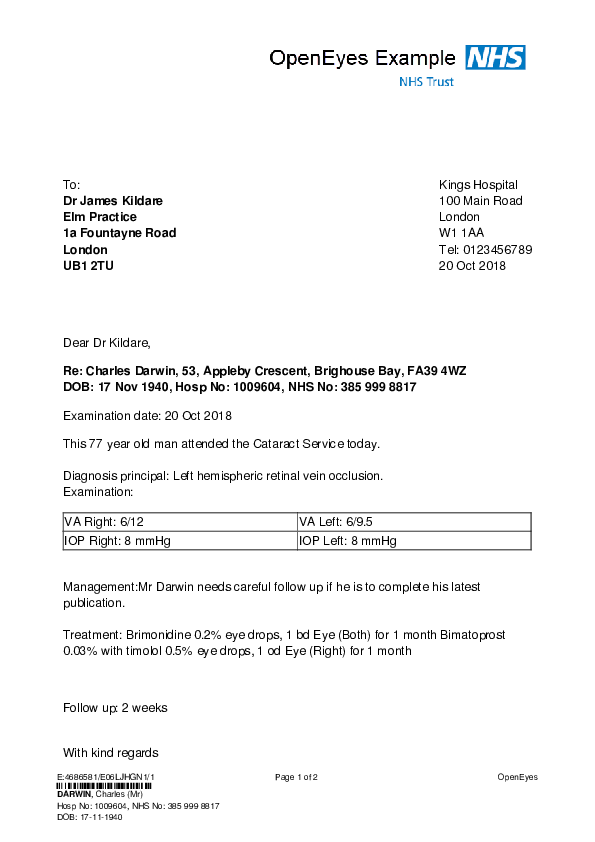 OpenEyes Example NHS
NHS Trust
To:
Dr James Kildare
Elm Practice
1a Fountayne Road
London
UB1 2TU
Kings Hospital
100 Main Road
London
W1 1AA
Tel: 0123456789
20 Oct 2018
Dear Dr Kildare,
Re: Charles Darwin, 53, Appleby Crescent, Brighouse Bay, FA39 4WZ
DOB: 17 Nov 1940, Hosp No: 1009604, NHS No: 385 999 8817
Examination date: 20 Oct 2018
This 77 year old man attended the Cataract Service today.
Diagnosis principal: Left hemispheric retinal vein occlusion.
Examination:
VA Right: 6/12 VA Left: 6/9.5
IOP Right: 8 mmHg IOP Left: 8 mmHg
Management:Mr Darwin needs careful follow up if he is to complete his latest
publication.
Treatment: Brimonidine 0.2% eye drops, 1 bd Eye (Both) for 1 month Bimatoprost
0.03% with timolol 0.5% eye drops, 1 od Eye (Right) for 1 month
Follow up: 2 weeks
With kind regards
E:4686581/E06LJHGN1/1 Page 1 of 2 OpenEyes
DARWIN, Charles (Mr)
Hosp No: 1009604, NHS No: 385 999 8817
DOB: 17-11-1940